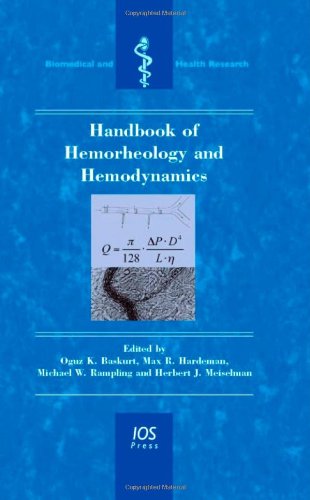 Biomedical and Health Research
Handbook of
Hemorheology and
Hemodynamics
Q = π/128 · ΔP·D⁴/L·η
Edited by
Oguz K. Baskurt, Max R. Hardeman,
Michael W. Rampling and Herbert J. Meiselman
IOS
Press